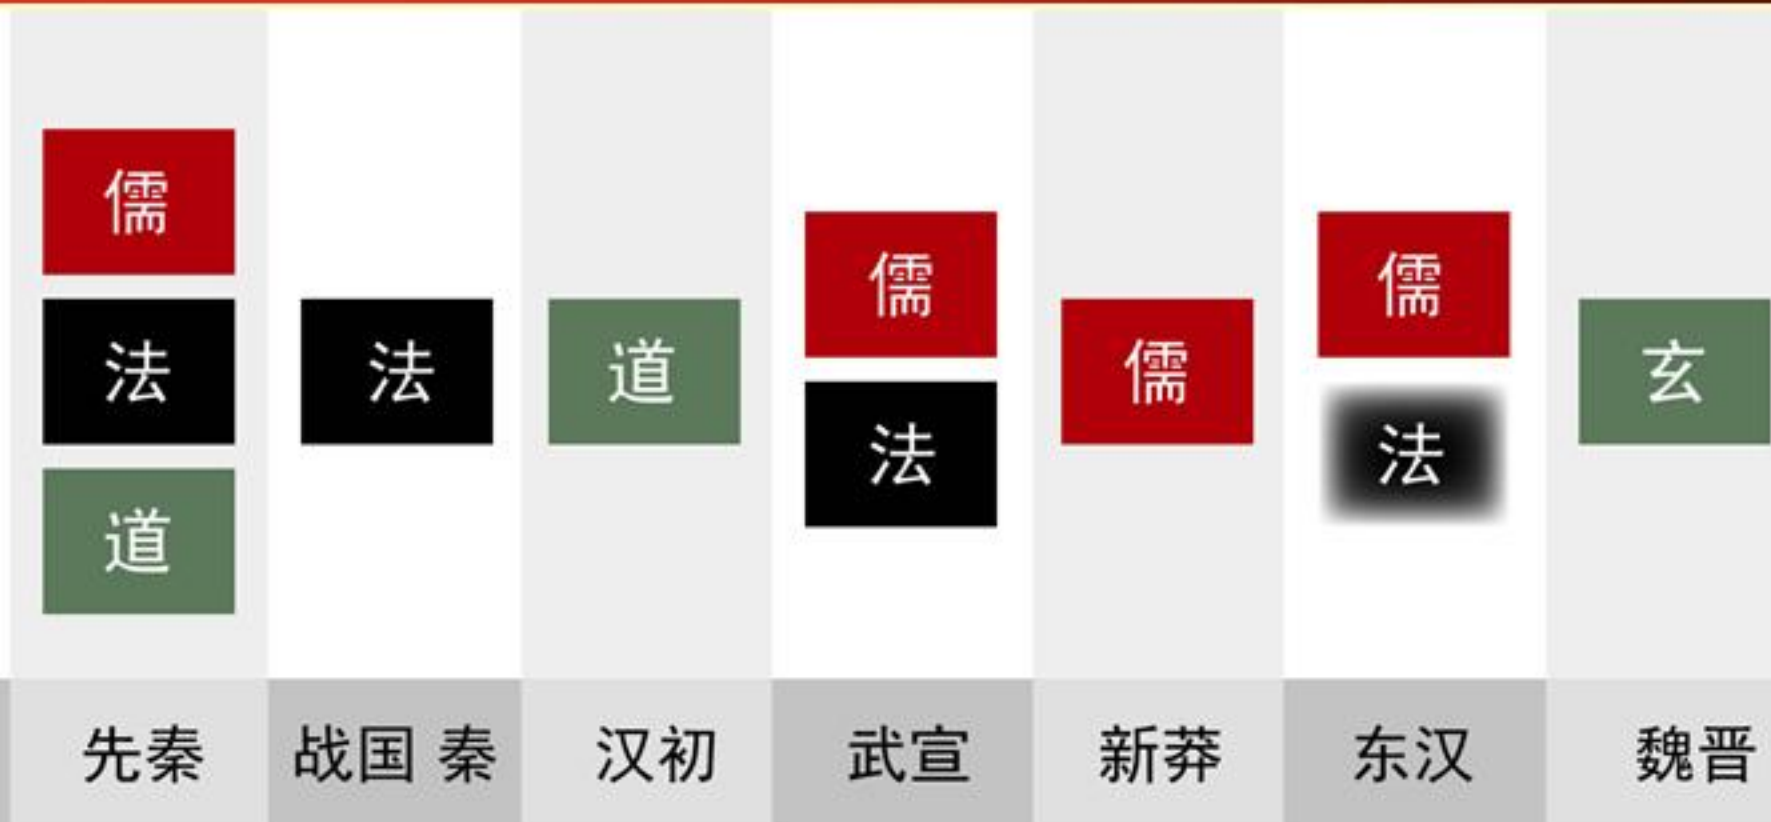 儒
法
道
法
道
儒
法
儒
儒
法
玄
先秦
战国 秦
汉初
武宣
新莽
东汉
魏晋